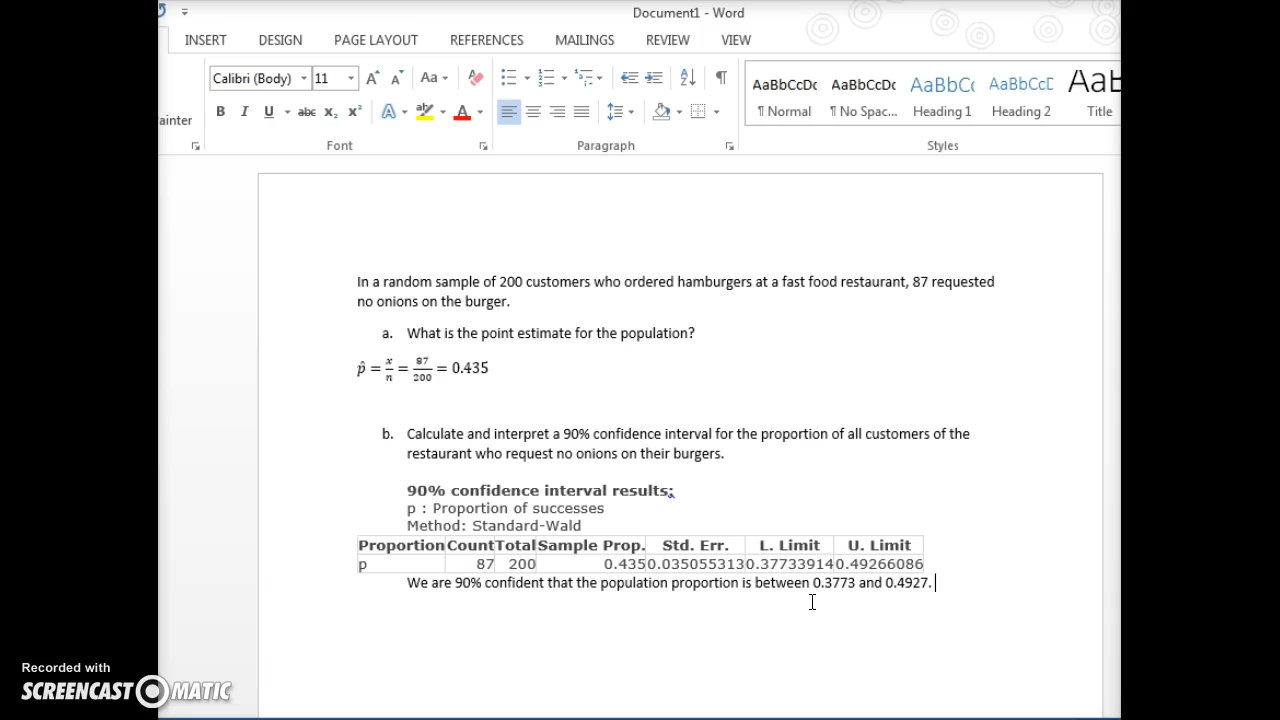 Document1 - Word
INSERT DESIGN PAGE LAYOUT REFERENCES MAILINGS REVIEW VIEW
Calibri (Body) 11 Aa
AaBbCcDc AaBbCcDc AaBbCc AaBbCcD AaB
B I U abc x₂ x² A A
ainter
¶ Normal ¶ No Spac... Heading 1 Heading 2 Title
Font Paragraph Styles
In a random sample of 200 customers who ordered hamburgers at a fast food restaurant, 87 requested
no onions on the burger.
a. What is the point estimate for the population?
p̂ = x/n = 87/200 = 0.435
b. Calculate and interpret a 90% confidence interval for the proportion of all customers of the
restaurant who request no onions on their burgers.
90% confidence interval results:
p : Proportion of successes
Method: Standard-Wald
Proportion Count Total Sample Prop. Std. Err. L. Limit U. Limit
p 87 200 0.435 0.035055313 0.37733914 0.49266086
We are 90% confident that the population proportion is between 0.3773 and 0.4927.
Recorded with
SCREENCAST MATIC